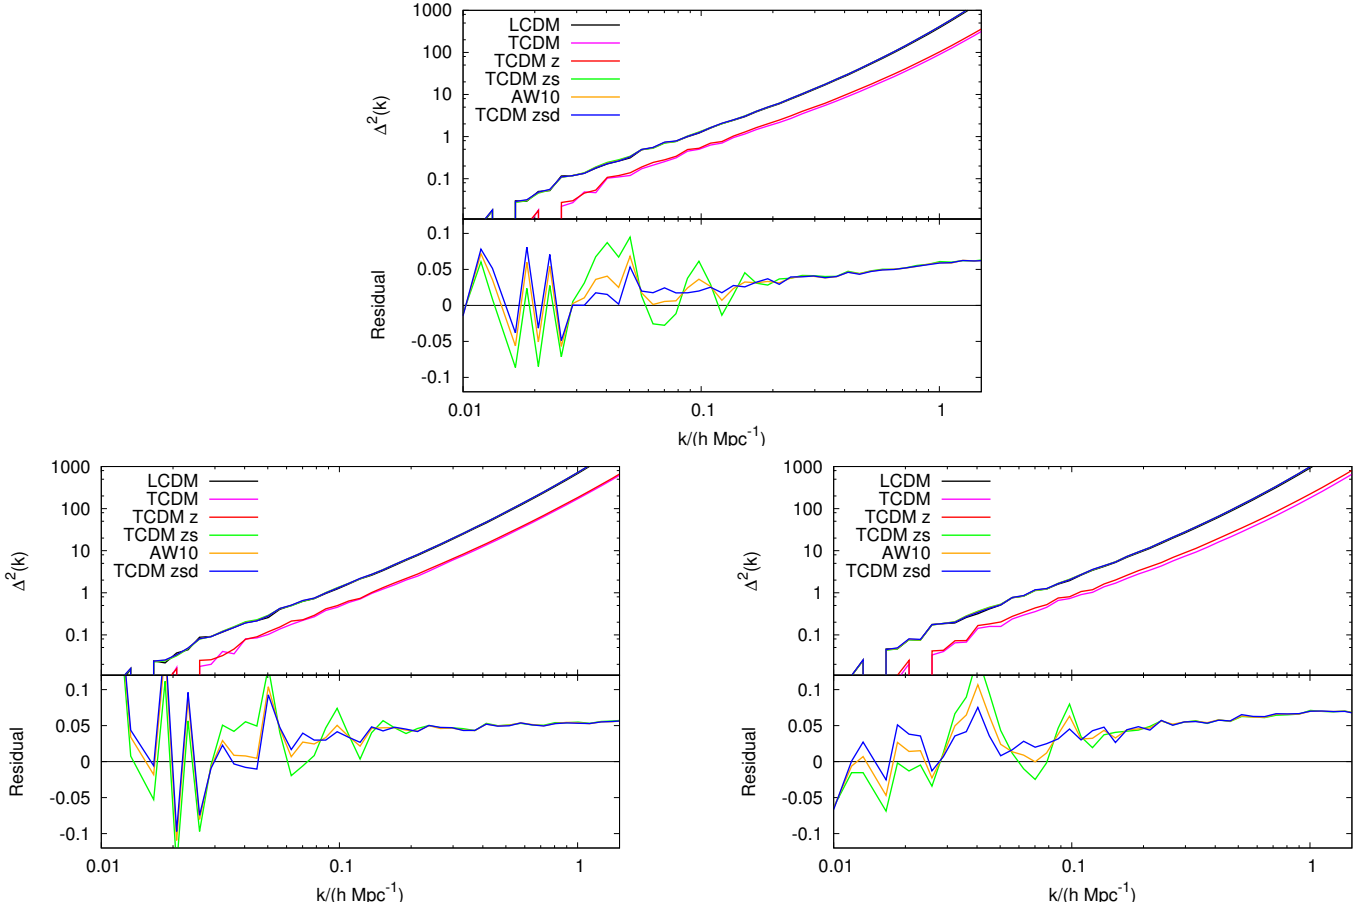 1000
100
10
1
0.1
Δ²(k)
LCDM
TCDM
TCDM z
TCDM zs
AW10
TCDM zsd
0.1
0.05
0
-0.05
-0.1
Residual
0.01
0.1
1
k/(h Mpc⁻¹)
1000
100
10
1
0.1
Δ²(k)
LCDM
TCDM
TCDM z
TCDM zs
AW10
TCDM zsd
0.1
0.05
0
-0.05
-0.1
Residual
0.01
0.1
1
k/(h Mpc⁻¹)
1000
100
10
1
0.1
Δ²(k)
LCDM
TCDM
TCDM z
TCDM zs
AW10
TCDM zsd
0.1
0.05
0
-0.05
-0.1
Residual
0.01
0.1
1
k/(h Mpc⁻¹)